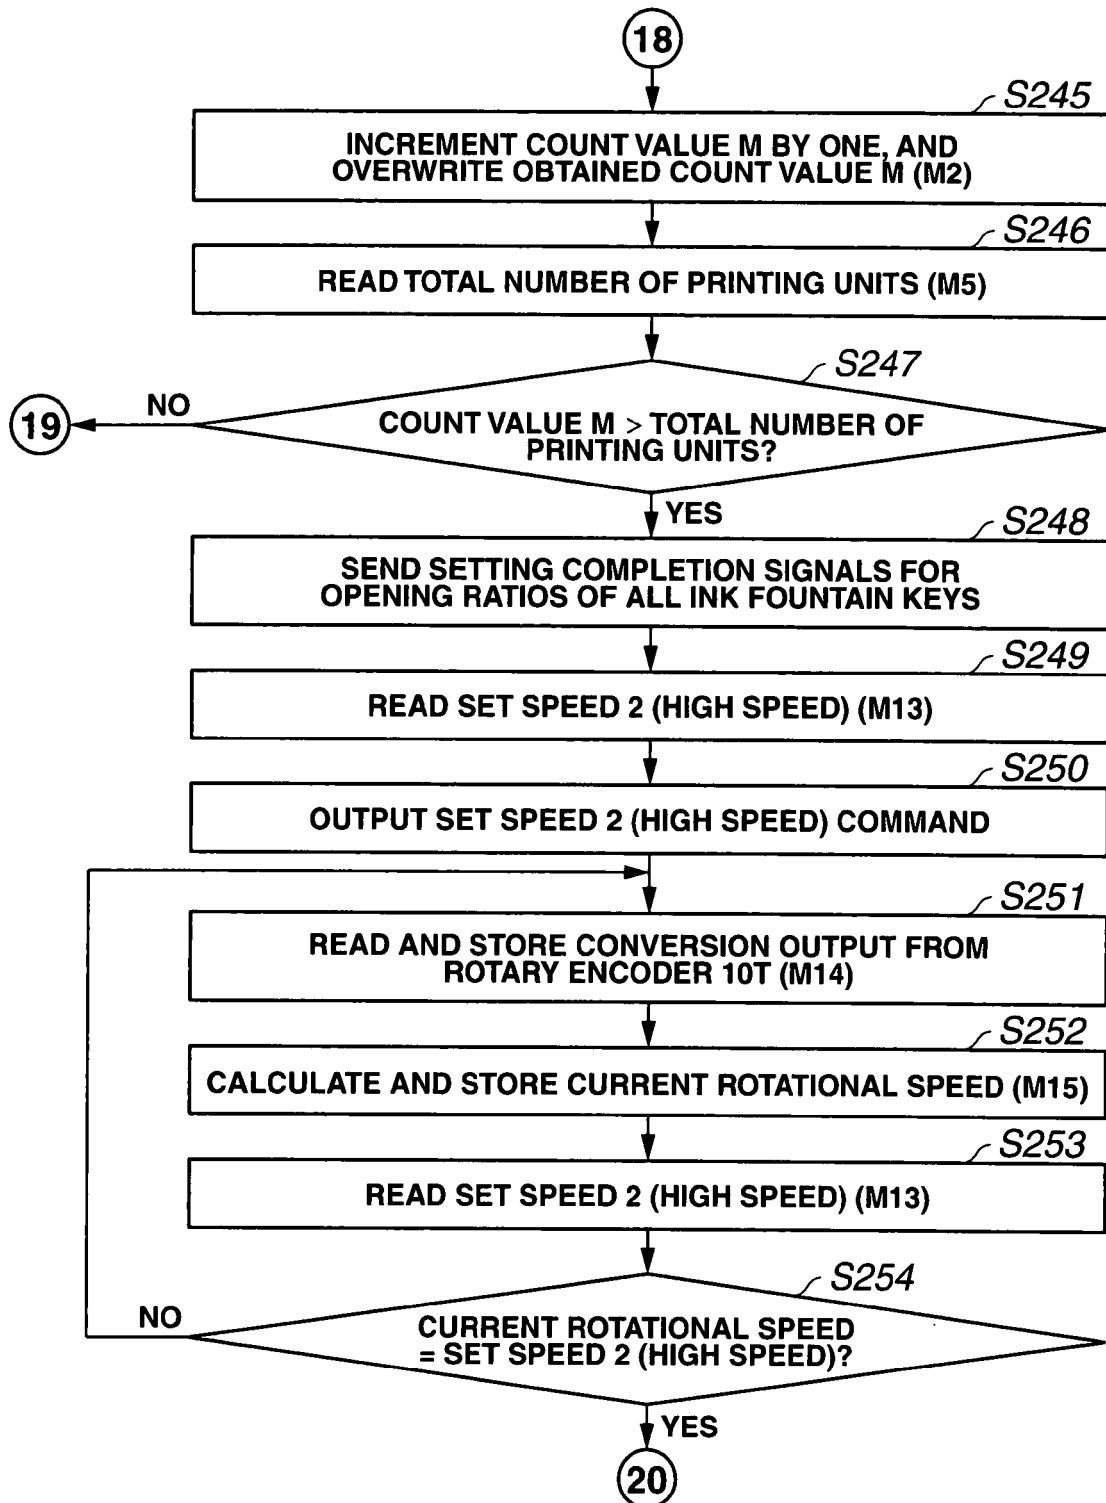 18
S245
INCREMENT COUNT VALUE M BY ONE, AND
OVERWRITE OBTAINED COUNT VALUE M (M2)
S246
READ TOTAL NUMBER OF PRINTING UNITS (M5)
S247
NO
19
COUNT VALUE M > TOTAL NUMBER OF
PRINTING UNITS?
YES
S248
SEND SETTING COMPLETION SIGNALS FOR
OPENING RATIOS OF ALL INK FOUNTAIN KEYS
S249
READ SET SPEED 2 (HIGH SPEED) (M13)
S250
OUTPUT SET SPEED 2 (HIGH SPEED) COMMAND
S251
READ AND STORE CONVERSION OUTPUT FROM
ROTARY ENCODER 10T (M14)
S252
CALCULATE AND STORE CURRENT ROTATIONAL SPEED (M15)
S253
READ SET SPEED 2 (HIGH SPEED) (M13)
S254
NO
CURRENT ROTATIONAL SPEED
= SET SPEED 2 (HIGH SPEED)?
YES
20